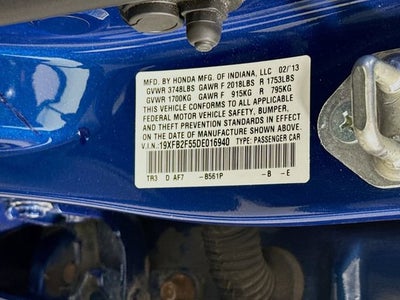 MFD. BY HONDA MFG. OF INDIANA, LLC 02/13
GVWR 3748LBS GAWR F 2018LBS R 1753LBS
GVWR 1700KG GAWR F 915KG R 795KG
THIS VEHICLE CONFORMS TO ALL APPLICABLE
FEDERAL MOTOR VEHICLE SAFETY, BUMPER,
AND THEFT PREVENTION STANDARDS IN EFFECT
ON THE DATE OF MANUFACTURE SHOWN ABOVE.
V.I.N.:19XFB2F55DE016940 TYPE: PASSENGER CAR
TR3 D AF7 -B561P -B -E